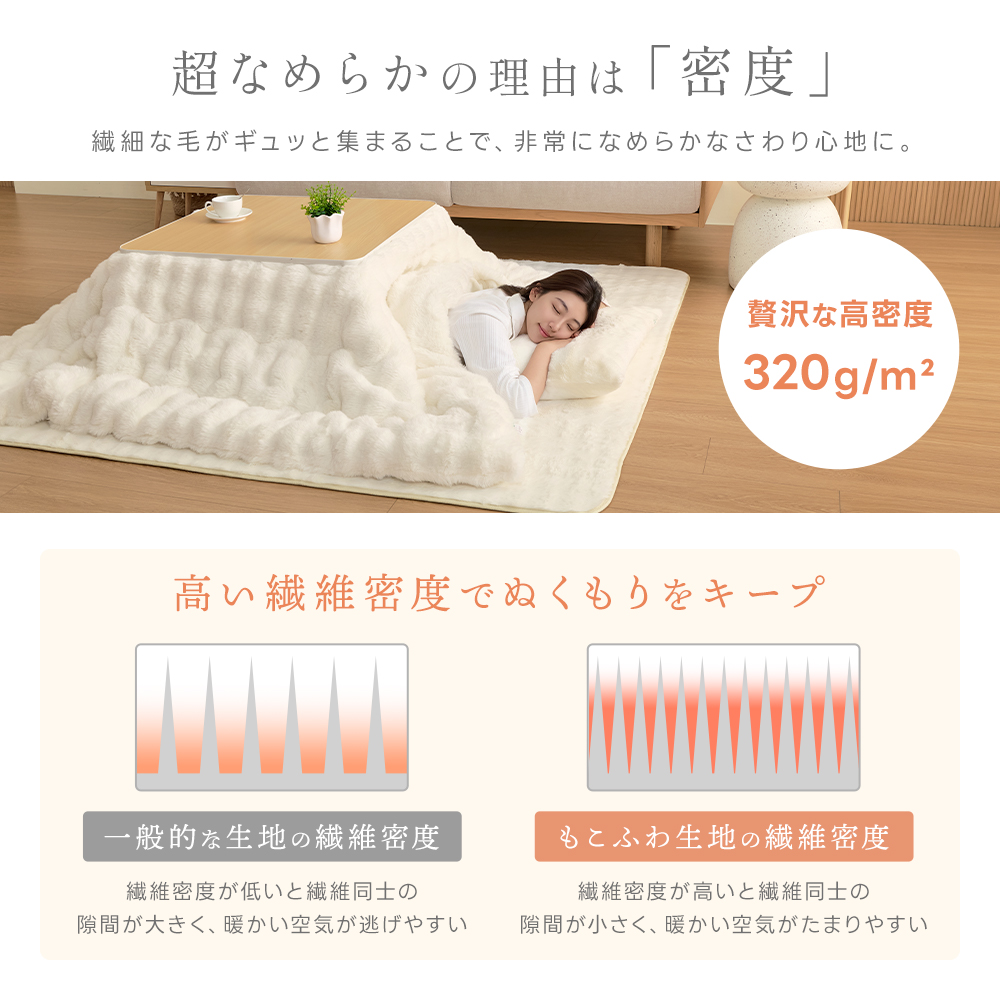 超なめらかの理由は「密度」
繊細な毛がギュッと集まることで、非常になめらかなさわり心地に。
贅沢な高密度
320g/m²
高い繊維密度でぬくもりをキープ
一般的な生地の繊維密度
繊維密度が低いと繊維同士の
隙間が大きく、暖かい空気が逃げやすい
もこふわ生地の繊維密度
繊維密度が高いと繊維同士の
隙間が小さく、暖かい空気がたまりやすい